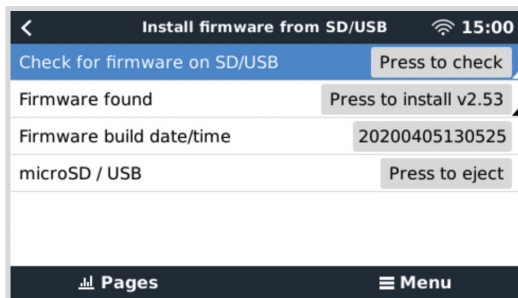 Install firmware from SD/USB 15:00
Check for firmware on SD/USB Press to check
Firmware found Press to install v2.53
Firmware build date/time 20200405130525
microSD / USB Press to eject
Pages Menu